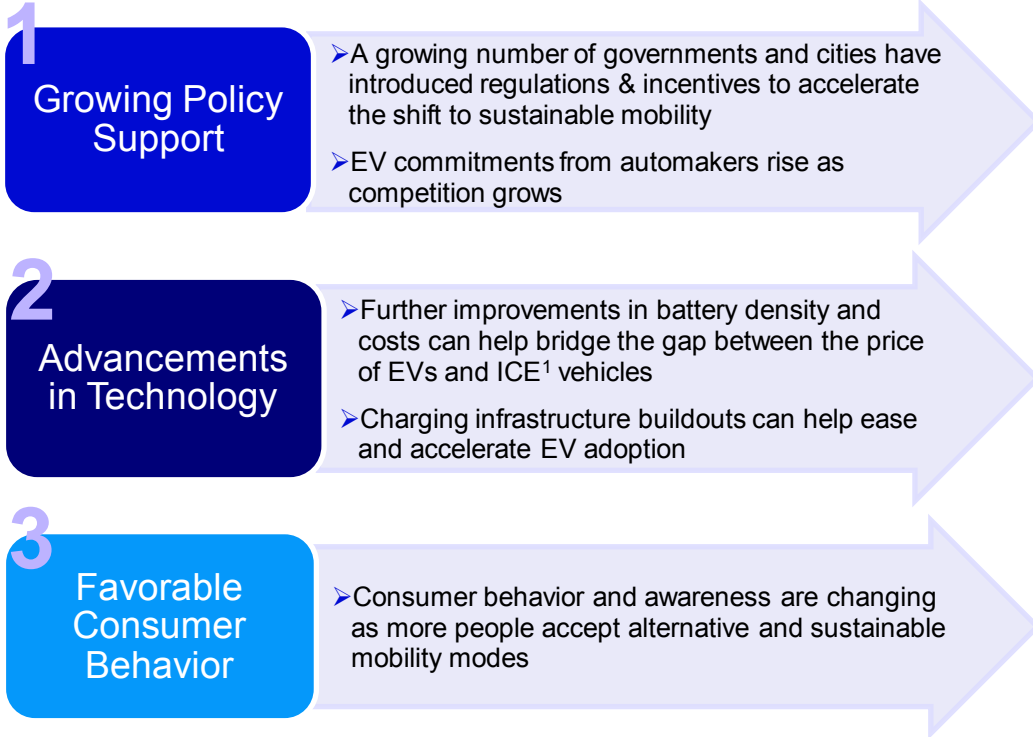 1
Growing Policy
Support
➢A growing number of governments and cities have
introduced regulations & incentives to accelerate
the shift to sustainable mobility
➢EV commitments from automakers rise as
competition grows
2
Advancements
in Technology
➢Further improvements in battery density and
costs can help bridge the gap between the price
of EVs and ICE¹ vehicles
➢Charging infrastructure buildouts can help ease
and accelerate EV adoption
3
Favorable
Consumer
Behavior
➢Consumer behavior and awareness are changing
as more people accept alternative and sustainable
mobility modes